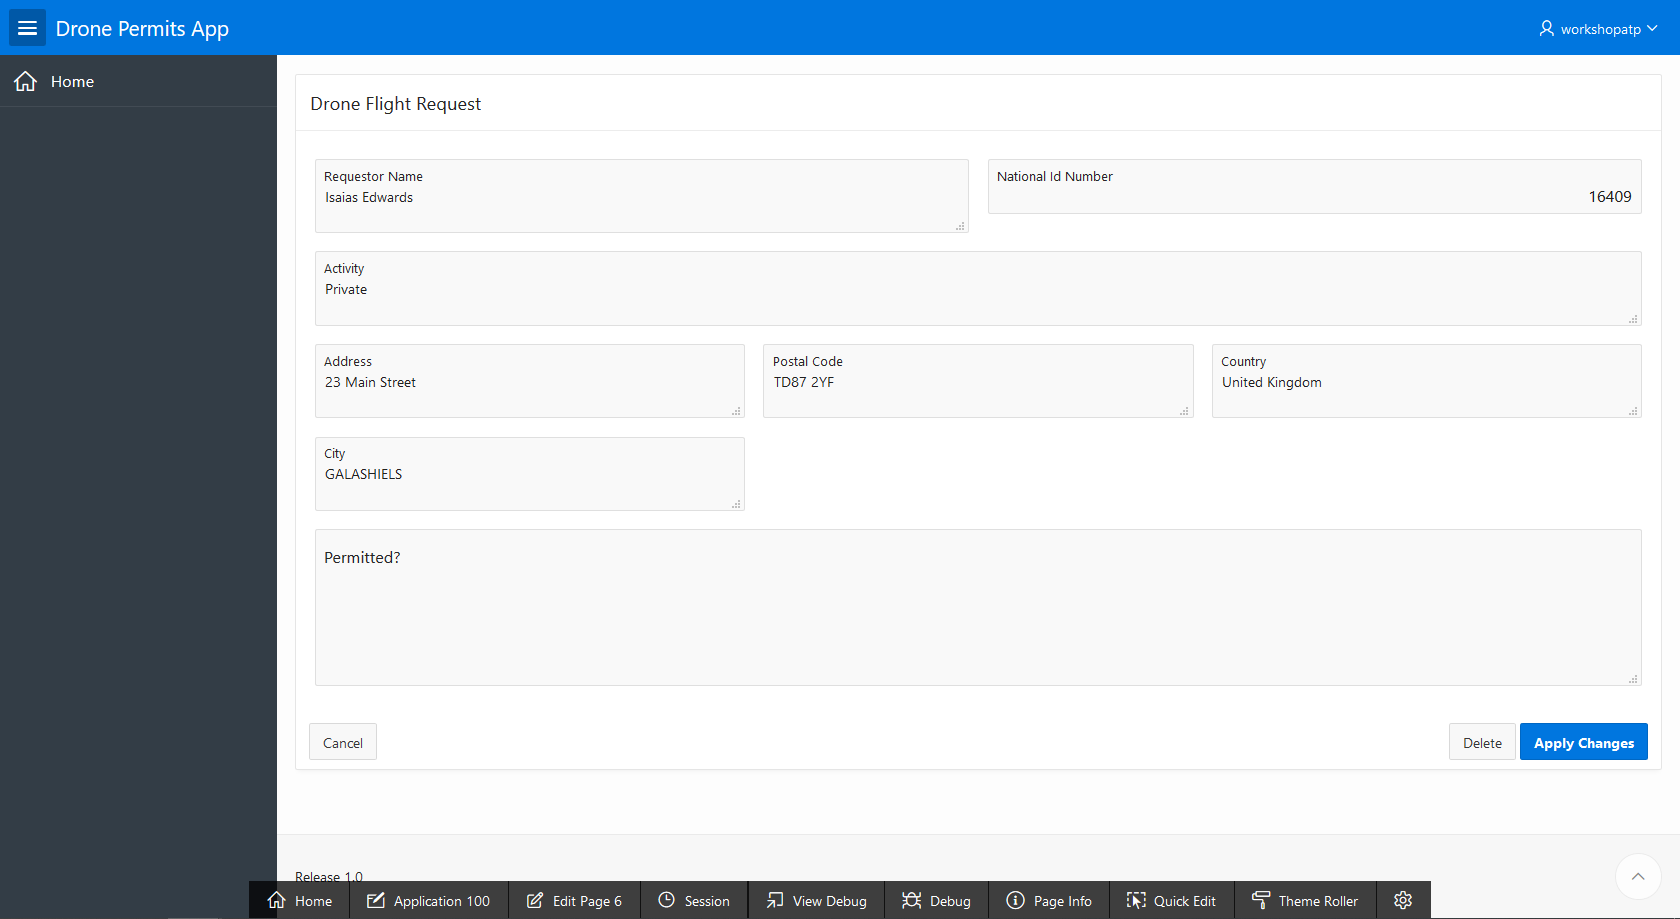 Drone Permits App
workshopatp
Home
Drone Flight Request
Requestor Name
Isaias Edwards
National Id Number
16409
Activity
Private
Address
23 Main Street
Postal Code
TD87 2YF
Country
United Kingdom
City
GALASHIELS
Permitted?
Cancel
Delete
Apply Changes
Release 1.0
Home
Application 100
Edit Page 6
Session
View Debug
Debug
Page Info
Quick Edit
Theme Roller